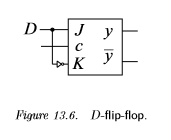 D J y
c
K y̅
Figure 13.6. D-flip-flop.